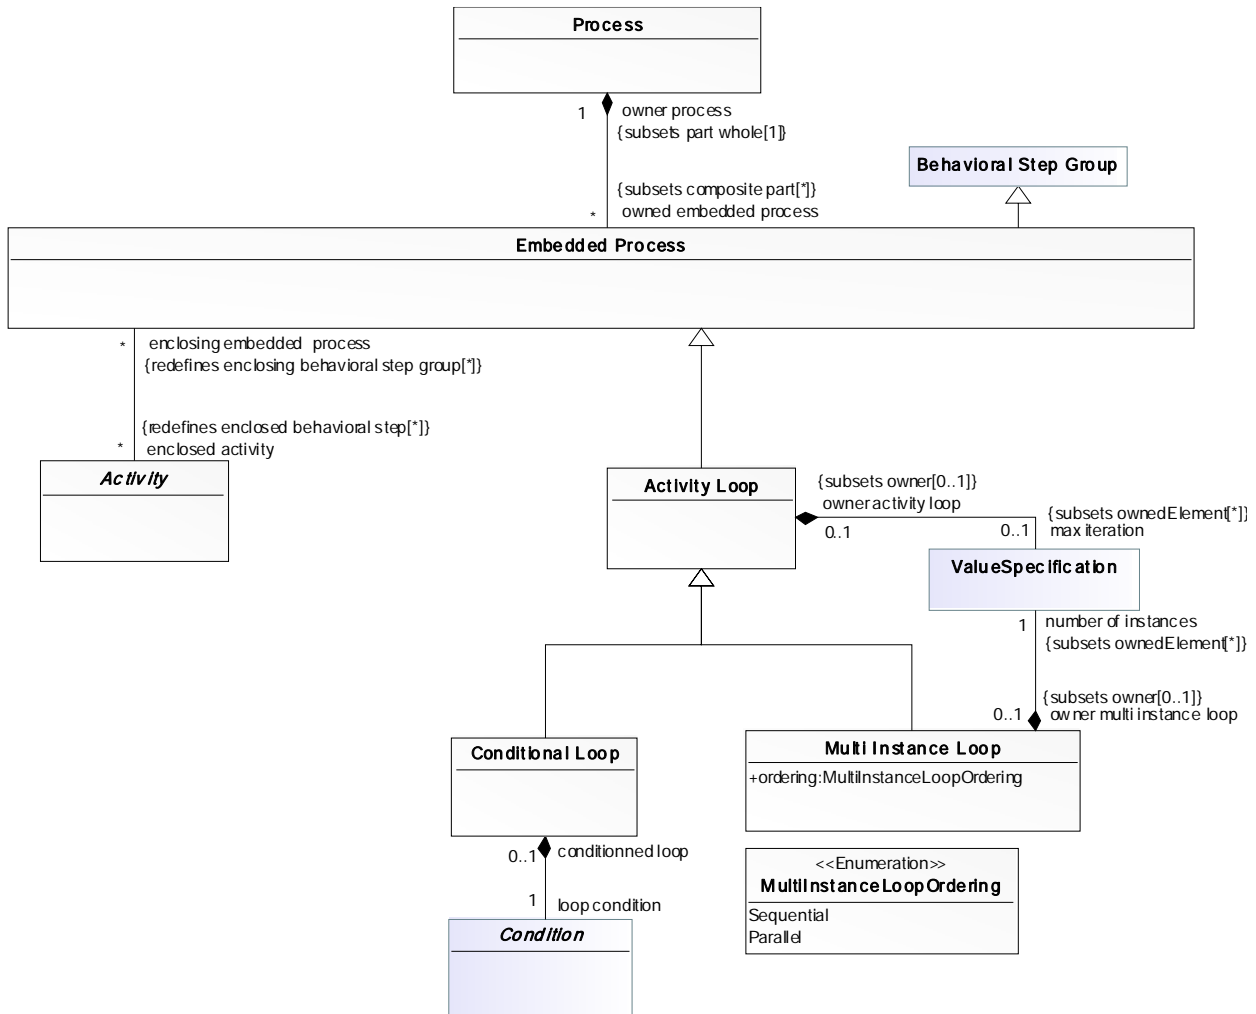 Process
1
owner process
{subsets part whole[1]}
Behavioral Step Group
{subsets composite part[*]}
* owned embedded process
Embedded Process
* enclosing embedded process
{redefines enclosing behavioral step group[*]}
{redefines enclosed behavioral step[*]}
* enclosed activity
Activity
Activity Loop
{subsets owner[0..1]}
owner activity loop
0..1
{subsets ownedElement[*]}
0..1 max iteration
ValueSpecification
1 number of instances
{subsets ownedElement[*]}
{subsets owner[0..1]}
0..1 owner multi instance loop
Conditional Loop
Multi Instance Loop
+ordering:MultiInstanceLoopOrdering
0..1 conditionned loop
1 loop condition
Condition
<<Enumeration>>
MultiInstanceLoopOrdering
Sequential
Parallel